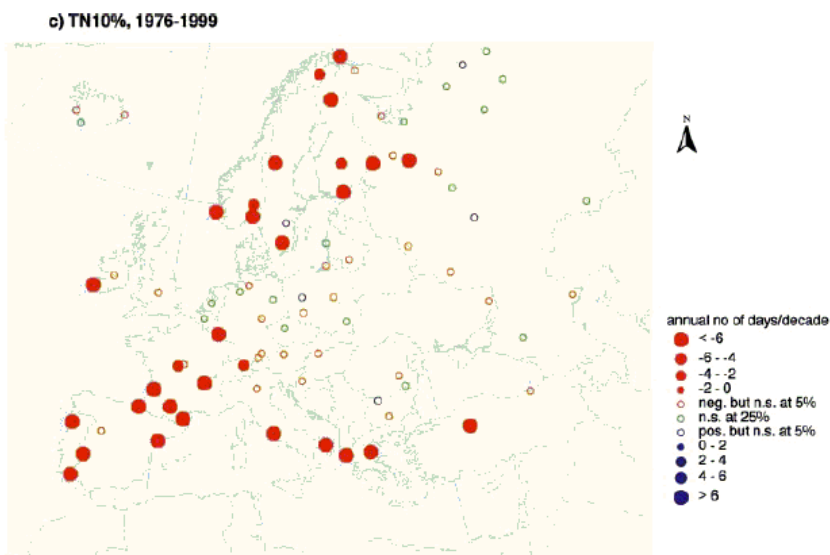 c) TN10%, 1976-1999
N
annual no of days/decade
< -6
-6 - -4
-4 - -2
-2 - 0
neg. but n.s. at 5%
n.s. at 25%
pos. but n.s. at 5%
0 - 2
2 - 4
4 - 6
> 6